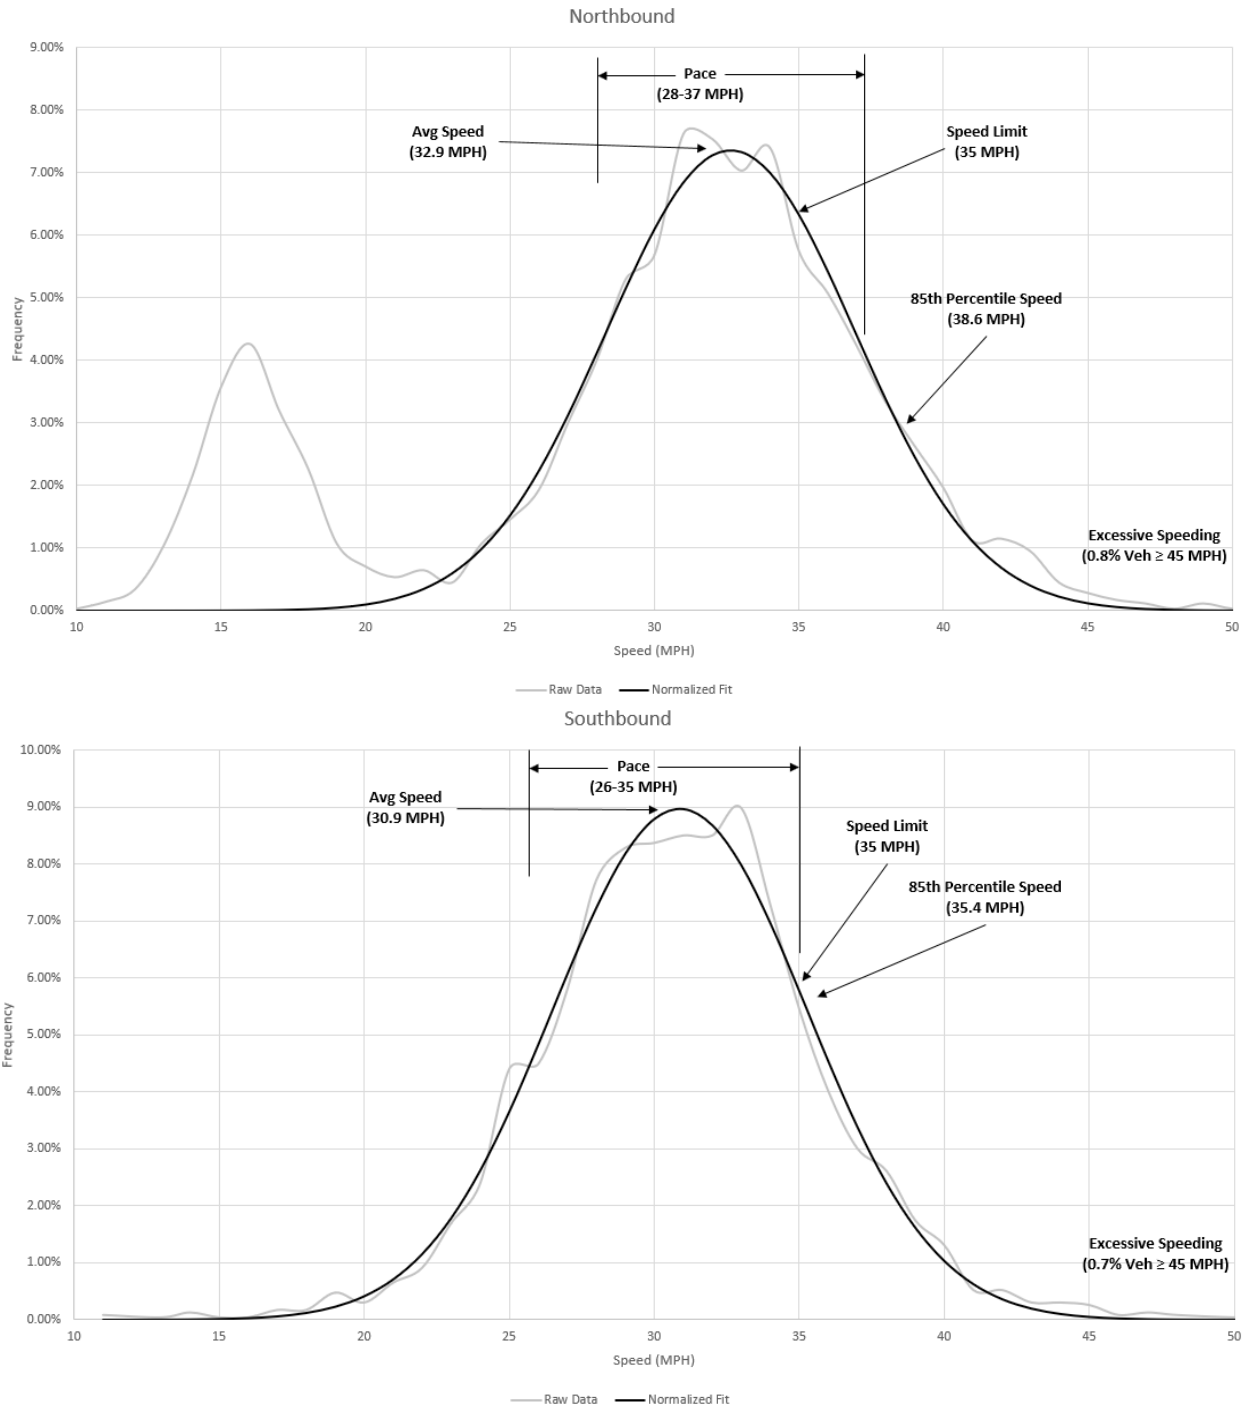 Northbound
9.00%
8.00%
7.00%
6.00%
5.00%
4.00%
3.00%
2.00%
1.00%
0.00%
Frequency
Pace
(28-37 MPH)
Avg Speed
(32.9 MPH)
Speed Limit
(35 MPH)
85th Percentile Speed
(38.6 MPH)
Excessive Speeding
(0.8% Veh ≥ 45 MPH)
10 15 20 25 30 35 40 45 50
Speed (MPH)
Raw Data Normalized Fit
Southbound
10.00%
9.00%
8.00%
7.00%
6.00%
5.00%
4.00%
3.00%
2.00%
1.00%
0.00%
Frequency
Pace
(26-35 MPH)
Avg Speed
(30.9 MPH)
Speed Limit
(35 MPH)
85th Percentile Speed
(35.4 MPH)
Excessive Speeding
(0.7% Veh ≥ 45 MPH)
10 15 20 25 30 35 40 45 50
Speed (MPH)
Raw Data Normalized Fit